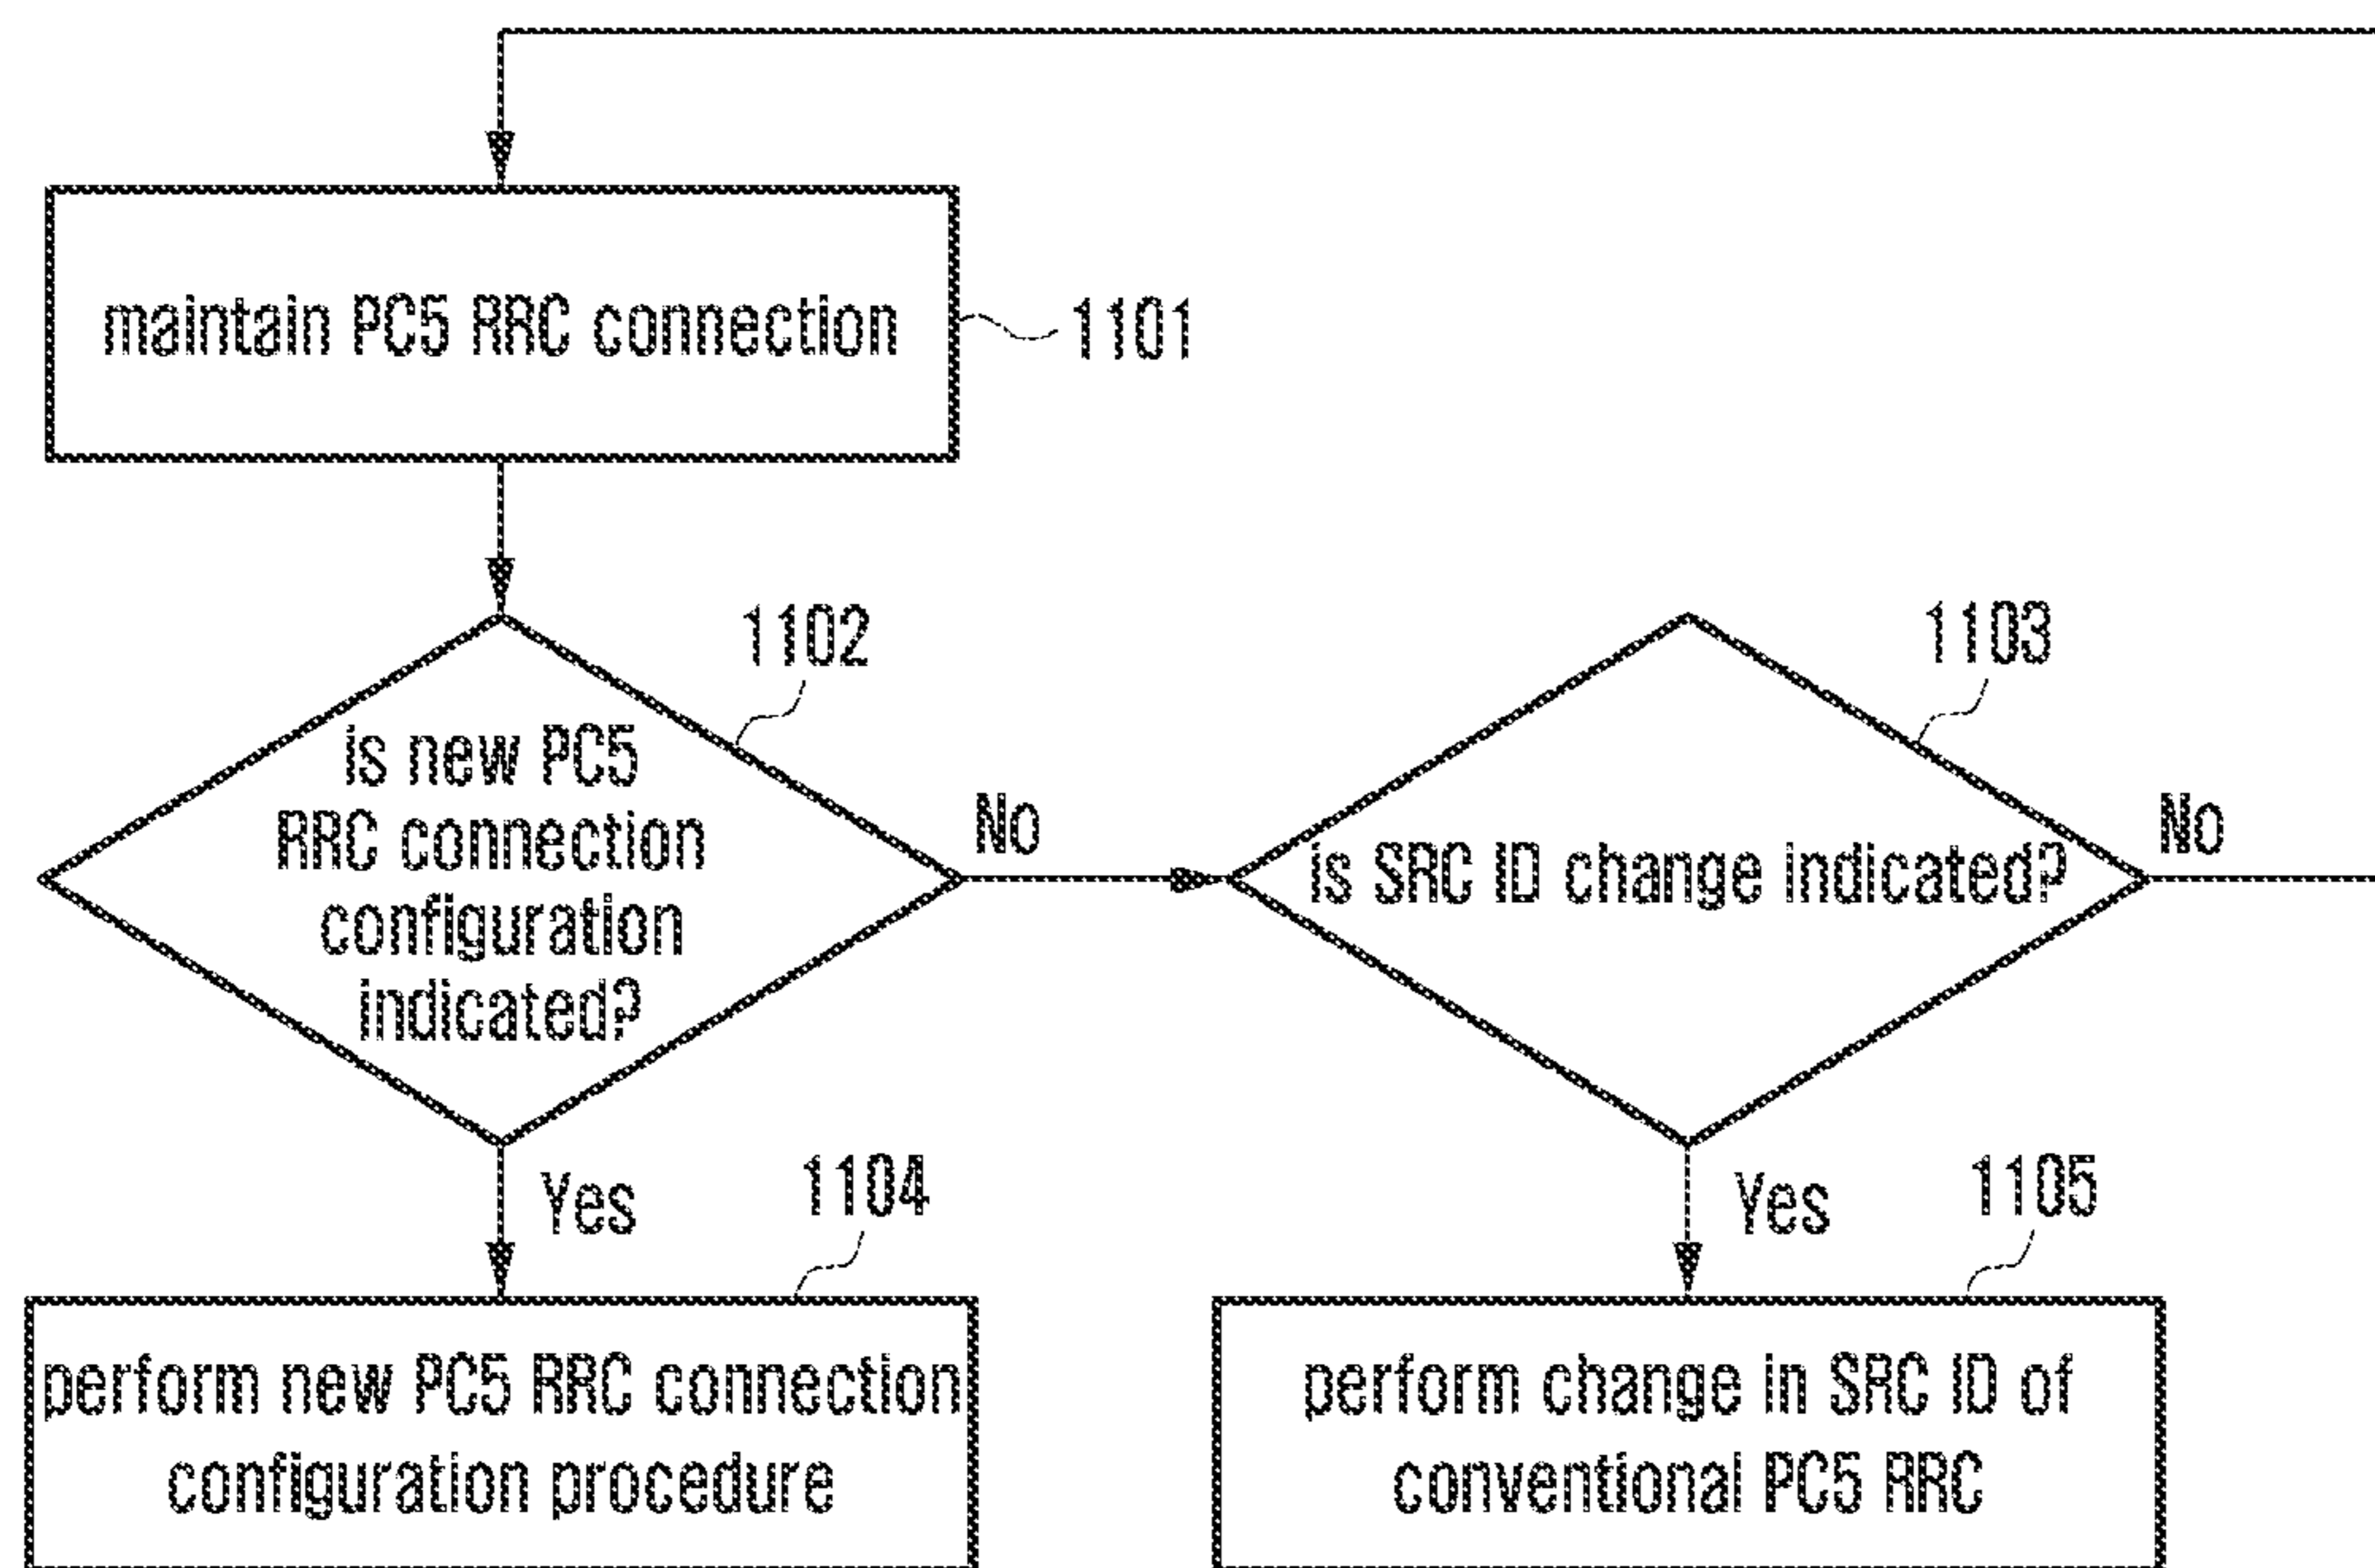 maintain PC5 RRC connection
1101
1102
is new PC5
RRC connection
configuration
indicated?
No
1103
is SRC ID change indicated?
No
Yes
1104
perform new PC5 RRC connection
configuration procedure
Yes
1105
perform change in SRC ID of
conventional PC5 RRC